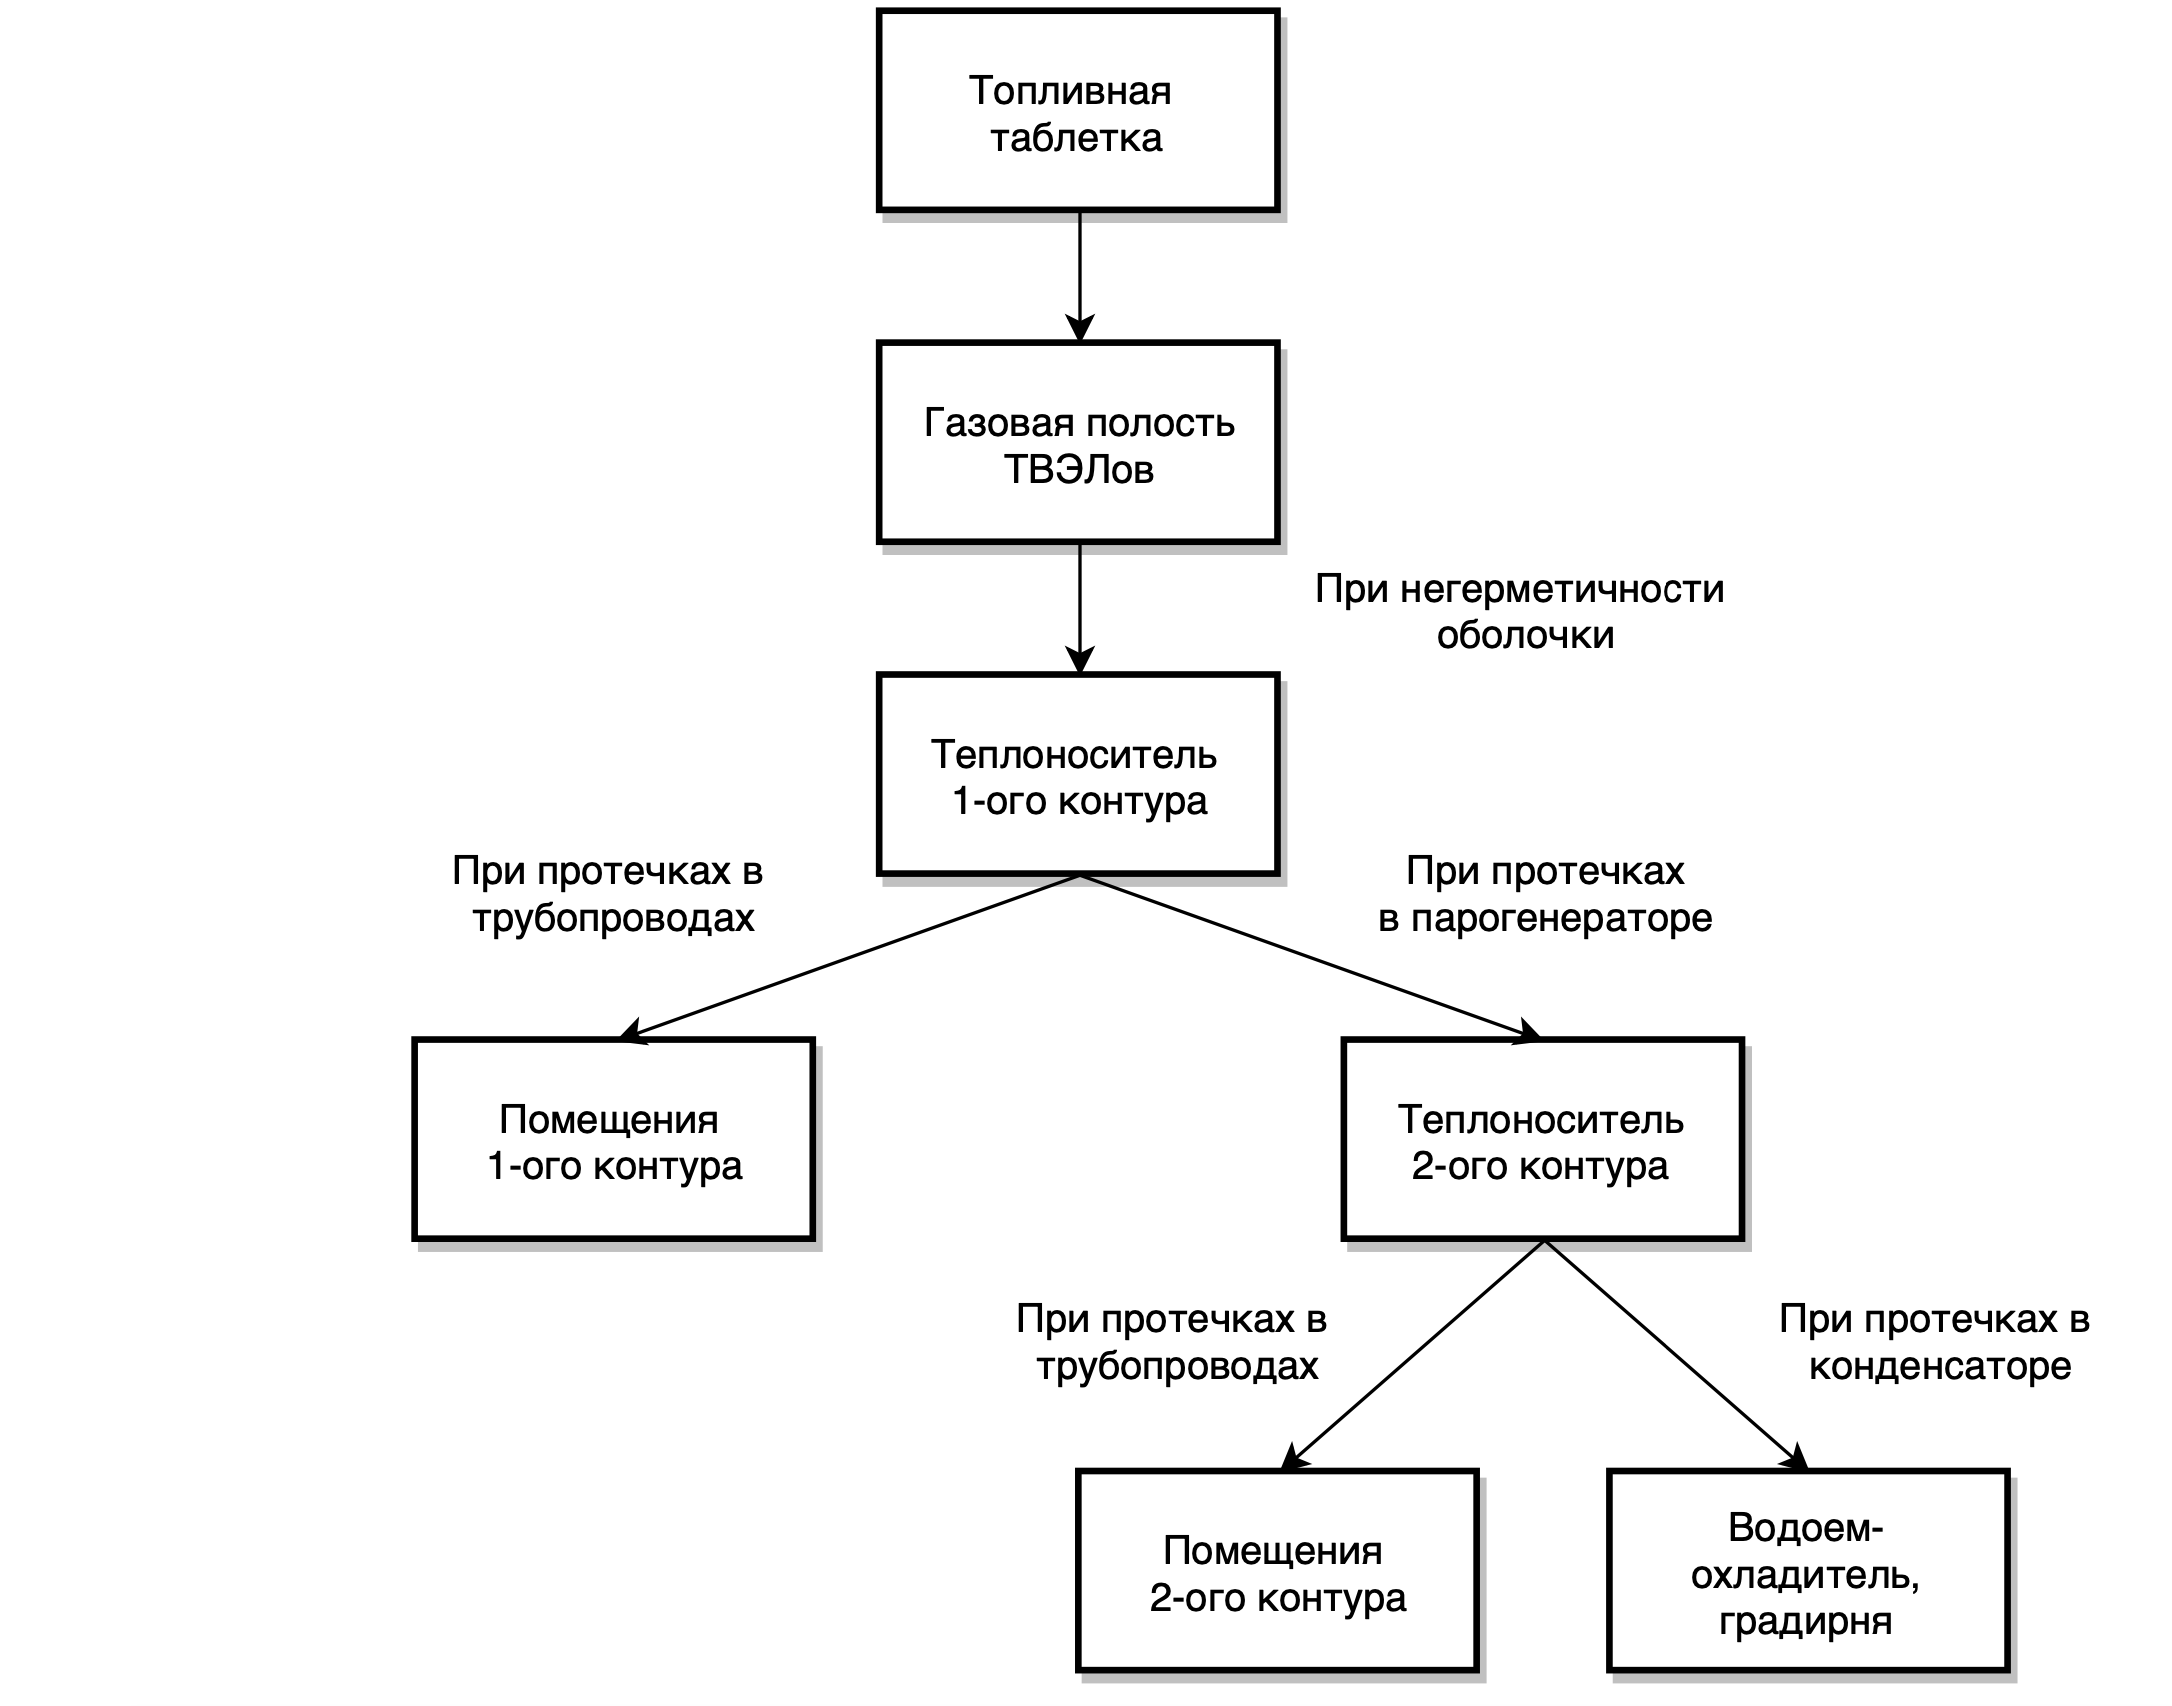 Топливная
таблетка
Газовая полость
ТВЭЛов
При негерметичности
оболочки
Теплоноситель
1-ого контура
При протечках в
трубопроводах
При протечках
в парогенераторе
Помещения
1-ого контура
Теплоноситель
2-ого контура
При протечках в
трубопроводах
При протечках в
конденсаторе
Помещения
2-ого контура
Водоем-
охладитель,
градирня